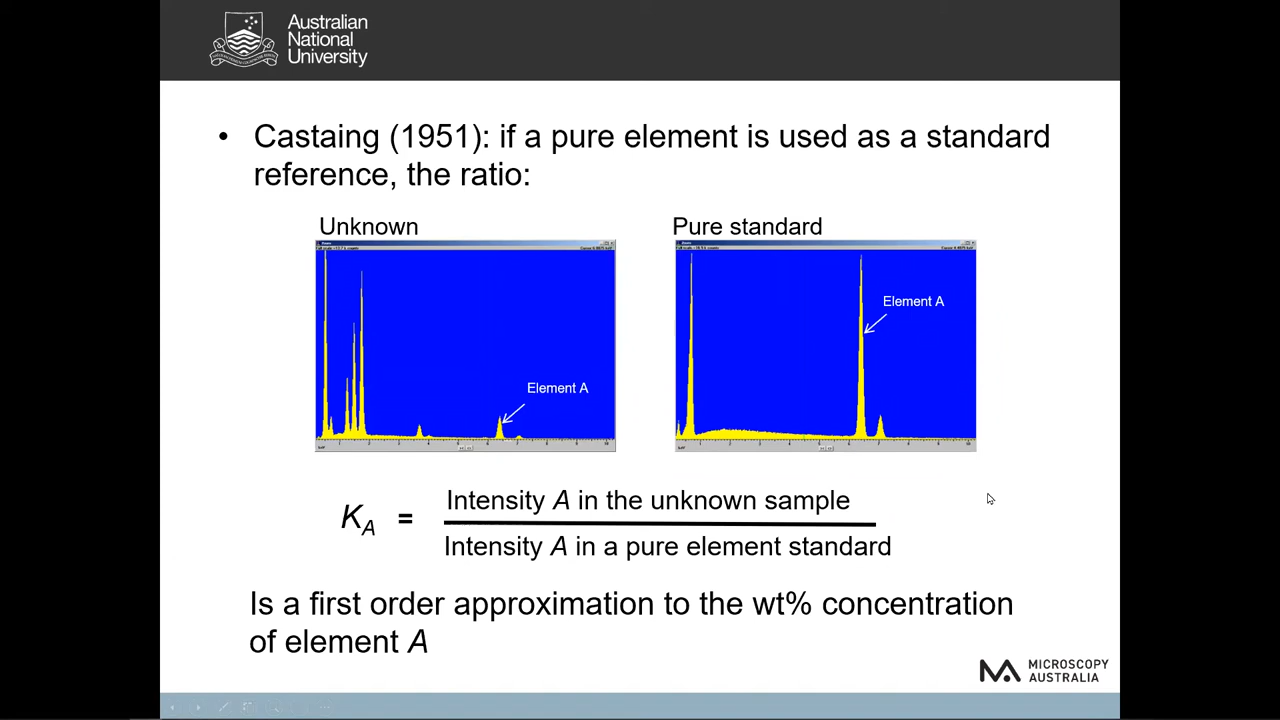 Australian
National
University
• Castaing (1951): if a pure element is used as a standard
reference, the ratio:
Unknown
Pure standard
Element A
Element A
K_A = Intensity A in the unknown sample
Intensity A in a pure element standard
Is a first order approximation to the wt% concentration
of element A
MICROSCOPY
AUSTRALIA